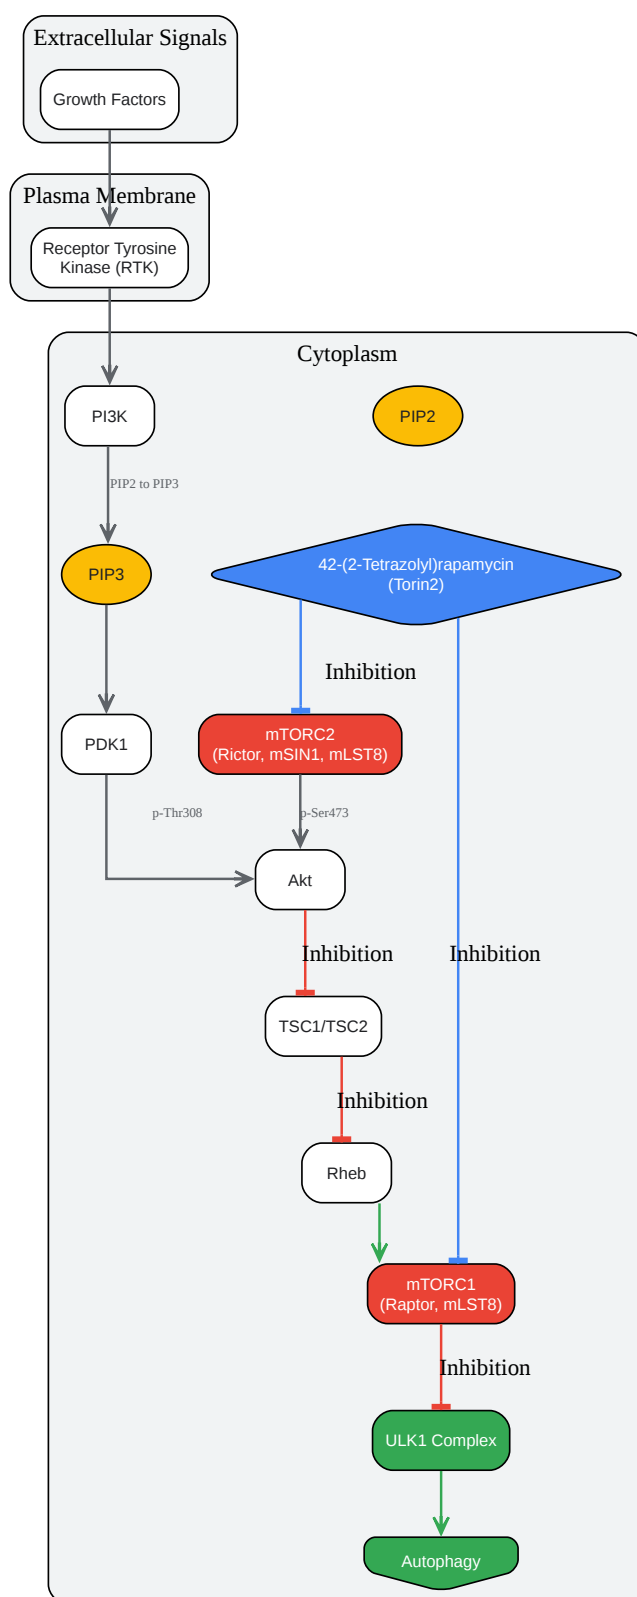 Extracellular Signals
Growth Factors
Plasma Membrane
Receptor Tyrosine
Kinase (RTK)
Cytoplasm
PI3K
PIP2
PIP2 to PIP3
PIP3
42-(2-Tetrazolyl)rapamycin
(Torin2)
Inhibition
PDK1
mTORC2
(Rictor, mSIN1, mLST8)
p-Thr308
p-Ser473
Akt
Inhibition
Inhibition
TSC1/TSC2
Inhibition
Rheb
mTORC1
(Raptor, mLST8)
Inhibition
ULK1 Complex
Autophagy